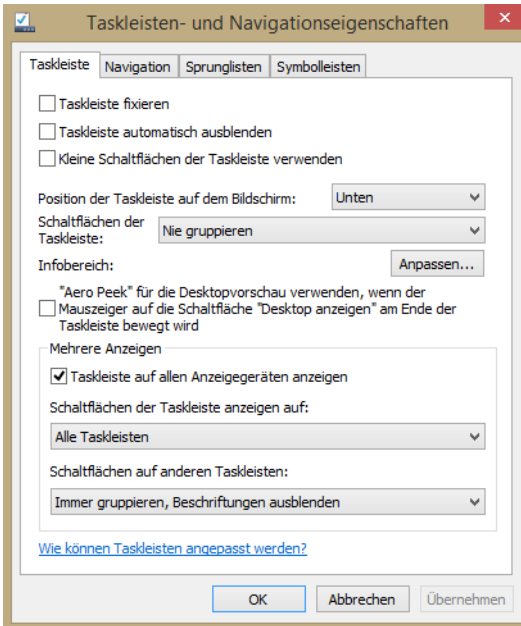 Taskleisten- und Navigationseigenschaften
Taskleiste Navigation Sprunglisten Symbolleisten
Taskleiste fixieren
Taskleiste automatisch ausblenden
Kleine Schaltflächen der Taskleiste verwenden
Position der Taskleiste auf dem Bildschirm: Unten
Schaltflächen der
Taskleiste: Nie gruppieren
Infobereich: Anpassen...
"Aero Peek" für die Desktopvorschau verwenden, wenn der
Mauszeiger auf die Schaltfläche "Desktop anzeigen" am Ende der
Taskleiste bewegt wird
Mehrere Anzeigen
Taskleiste auf allen Anzeigegeräten anzeigen
Schaltflächen der Taskleiste anzeigen auf:
Alle Taskleisten
Schaltflächen auf anderen Taskleisten:
Immer gruppieren, Beschriftungen ausblenden
Wie können Taskleisten angepasst werden?
OK Abbrechen Übernehmen